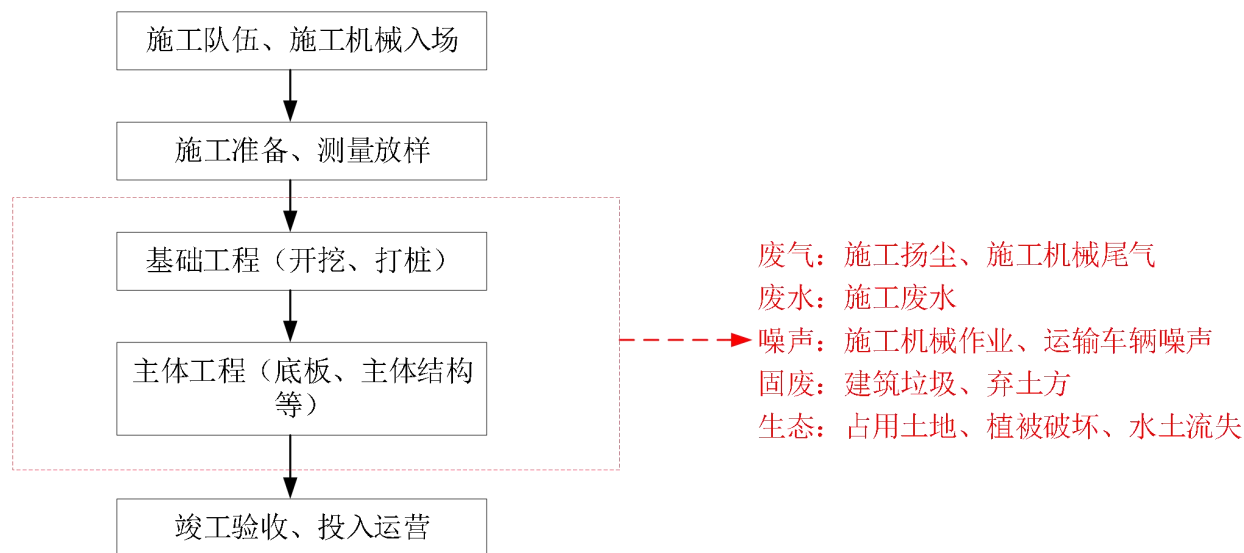 施工队伍、施工机械入场
施工准备、测量放样
基础工程（开挖、打桩）
主体工程（底板、主体结构
等）
竣工验收、投入运营
废气：施工扬尘、施工机械尾气
废水：施工废水
噪声：施工机械作业、运输车辆噪声
固废：建筑垃圾、弃土方
生态：占用土地、植被破坏、水土流失